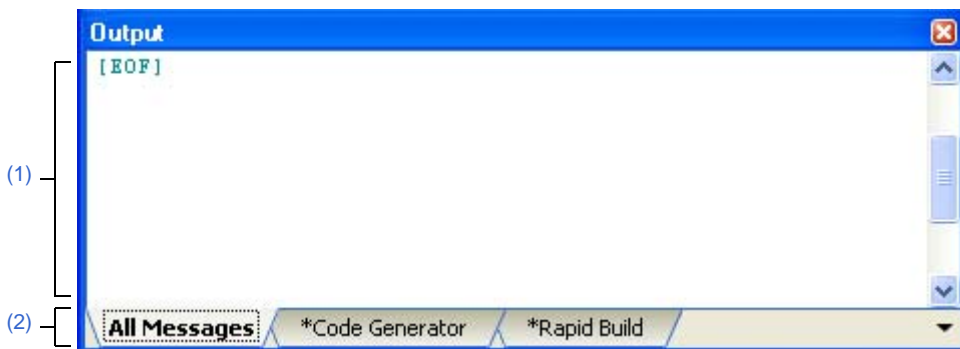 Output
[EOF]
(1)
(2)
All Messages *Code Generator *Rapid Build